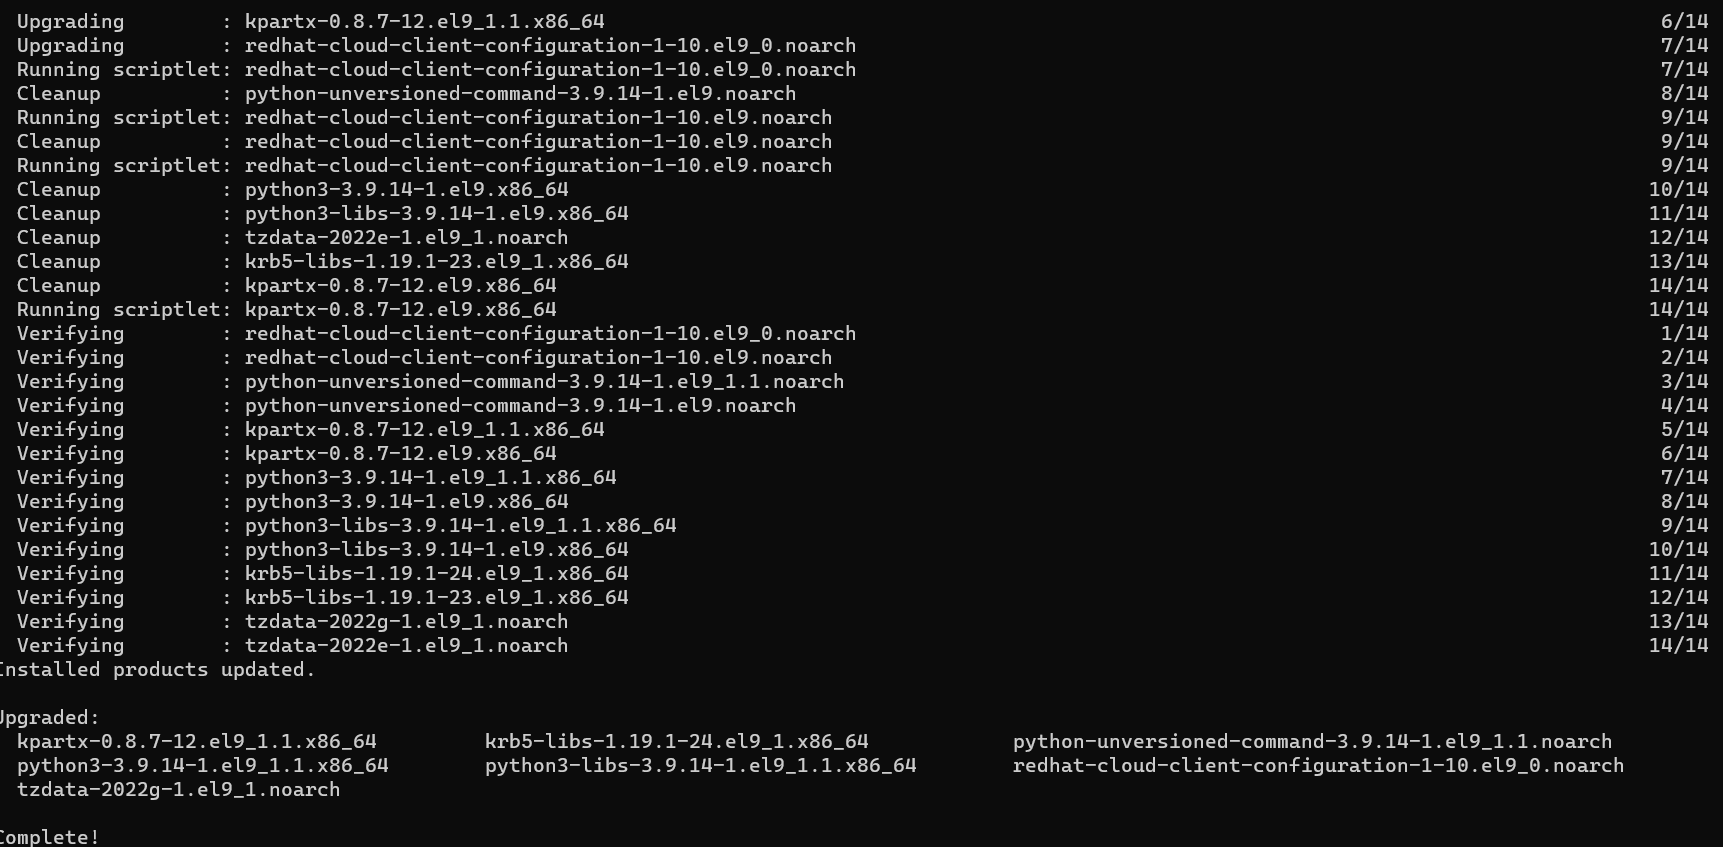 Upgrading        : kpartx-0.8.7-12.el9_1.1.x86_64 6/14
Upgrading        : redhat-cloud-client-configuration-1-10.el9_0.noarch 7/14
Running scriptlet: redhat-cloud-client-configuration-1-10.el9_0.noarch 7/14
Cleanup          : python-unversioned-command-3.9.14-1.el9.noarch 8/14
Running scriptlet: redhat-cloud-client-configuration-1-10.el9.noarch 9/14
Cleanup          : redhat-cloud-client-configuration-1-10.el9.noarch 9/14
Running scriptlet: redhat-cloud-client-configuration-1-10.el9.noarch 9/14
Cleanup          : python3-3.9.14-1.el9.x86_64 10/14
Cleanup          : python3-libs-3.9.14-1.el9.x86_64 11/14
Cleanup          : tzdata-2022e-1.el9_1.noarch 12/14
Cleanup          : krb5-libs-1.19.1-23.el9_1.x86_64 13/14
Cleanup          : kpartx-0.8.7-12.el9.x86_64 14/14
Running scriptlet: kpartx-0.8.7-12.el9.x86_64 14/14
Verifying        : redhat-cloud-client-configuration-1-10.el9_0.noarch 1/14
Verifying        : redhat-cloud-client-configuration-1-10.el9.noarch 2/14
Verifying        : python-unversioned-command-3.9.14-1.el9_1.1.noarch 3/14
Verifying        : python-unversioned-command-3.9.14-1.el9.noarch 4/14
Verifying        : kpartx-0.8.7-12.el9_1.1.x86_64 5/14
Verifying        : kpartx-0.8.7-12.el9.x86_64 6/14
Verifying        : python3-3.9.14-1.el9_1.1.x86_64 7/14
Verifying        : python3-3.9.14-1.el9.x86_64 8/14
Verifying        : python3-libs-3.9.14-1.el9_1.1.x86_64 9/14
Verifying        : python3-libs-3.9.14-1.el9.x86_64 10/14
Verifying        : krb5-libs-1.19.1-24.el9_1.x86_64 11/14
Verifying        : krb5-libs-1.19.1-23.el9_1.x86_64 12/14
Verifying        : tzdata-2022g-1.el9_1.noarch 13/14
Verifying        : tzdata-2022e-1.el9_1.noarch 14/14
Installed products updated.
Upgraded:
kpartx-0.8.7-12.el9_1.1.x86_64 krb5-libs-1.19.1-24.el9_1.x86_64 python-unversioned-command-3.9.14-1.el9_1.1.noarch
python3-3.9.14-1.el9_1.1.x86_64 python3-libs-3.9.14-1.el9_1.1.x86_64 redhat-cloud-client-configuration-1-10.el9_0.noarch
tzdata-2022g-1.el9_1.noarch
Complete!